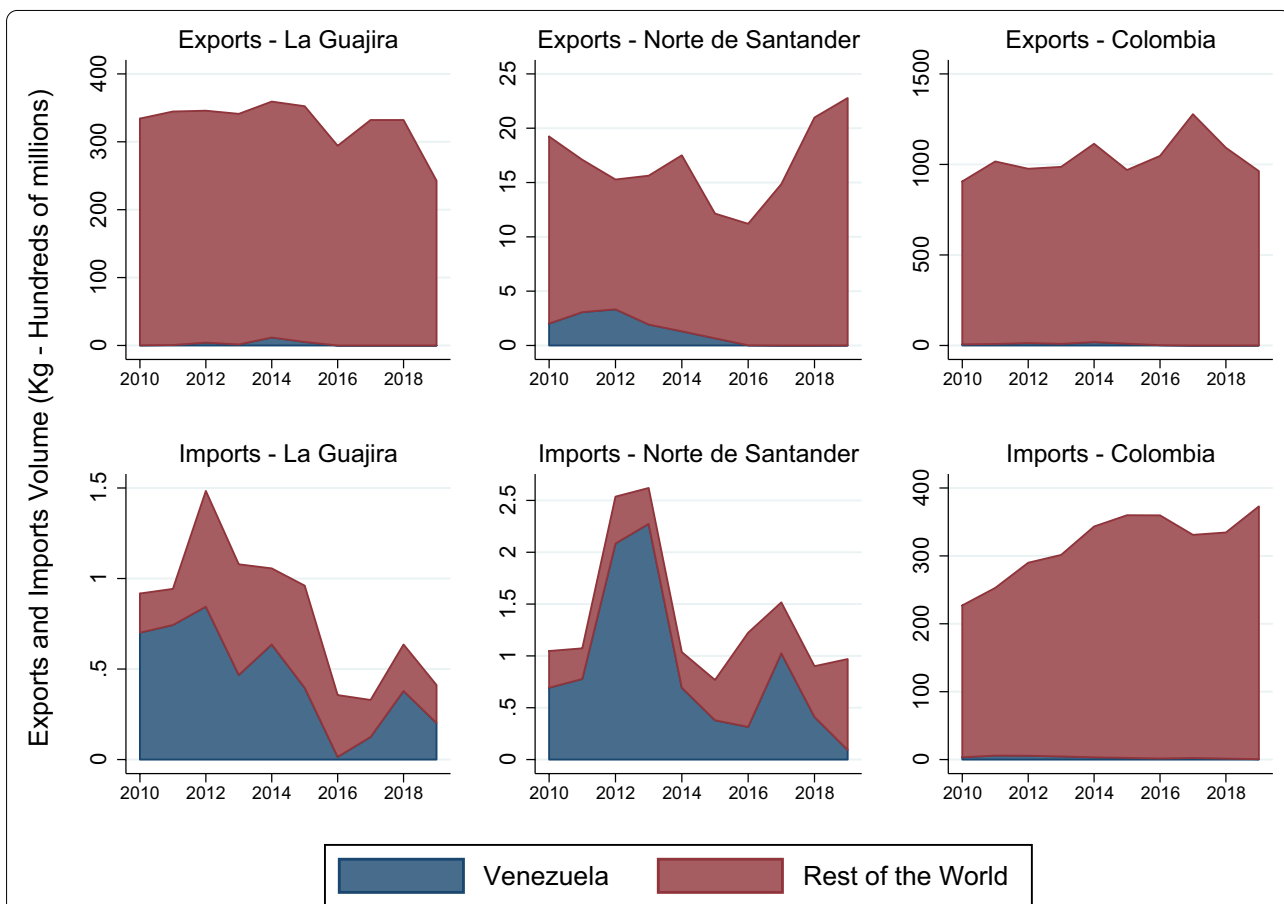 Exports and Imports Volume (Kg - Hundreds of millions)
Exports - La Guajira
400
300
200
100
0
2010 2012 2014 2016 2018
Exports - Norte de Santander
25
20
15
10
5
0
2010 2012 2014 2016 2018
Exports - Colombia
1500
1000
500
0
2010 2012 2014 2016 2018
Imports - La Guajira
1.5
1
.5
0
2010 2012 2014 2016 2018
Imports - Norte de Santander
2.5
2
1.5
1
.5
0
2010 2012 2014 2016 2018
Imports - Colombia
400
300
200
100
0
2010 2012 2014 2016 2018
Venezuela
Rest of the World